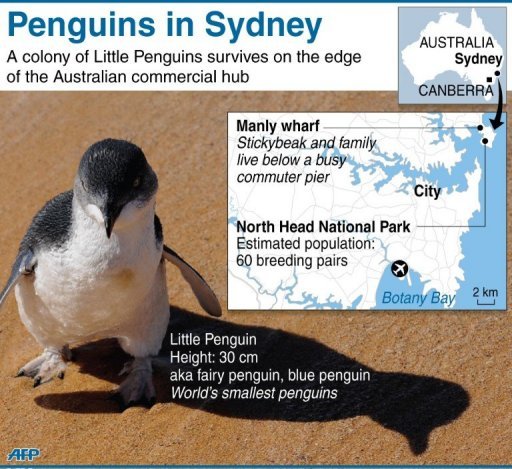 Penguins in Sydney
A colony of Little Penguins survives on the edge
of the Australian commercial hub
AUSTRALIA
Sydney
CANBERRA
Manly wharf
Stickybeak and family
live below a busy
commuter pier
City
North Head National Park
Estimated population:
60 breeding pairs
Botany Bay
2 km
Little Penguin
Height: 30 cm
aka fairy penguin, blue penguin
World's smallest penguins
AFP